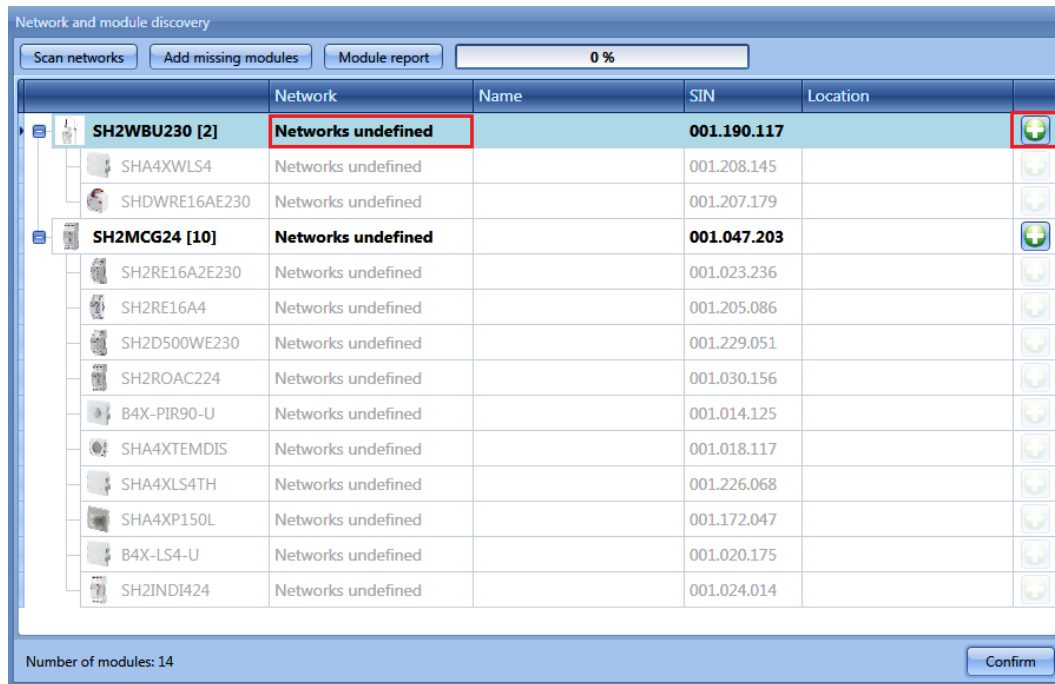 Network and module discovery
Scan networks Add missing modules Module report 0 %
Network Name SIN Location
SH2WBU230 [2] Networks undefined 001.190.117
SHA4XWLS4 Networks undefined 001.208.145
SHDWRE16AE230 Networks undefined 001.207.179
SH2MCG24 [10] Networks undefined 001.047.203
SH2RE16A2E230 Networks undefined 001.023.236
SH2RE16A4 Networks undefined 001.205.086
SH2D500WE230 Networks undefined 001.229.051
SH2ROAC224 Networks undefined 001.030.156
B4X-PIR90-U Networks undefined 001.014.125
SHA4XTEMDIS Networks undefined 001.018.117
SHA4XLS4TH Networks undefined 001.226.068
SHA4XP150L Networks undefined 001.172.047
B4X-LS4-U Networks undefined 001.020.175
SH2INDI424 Networks undefined 001.024.014
Number of modules: 14 Confirm